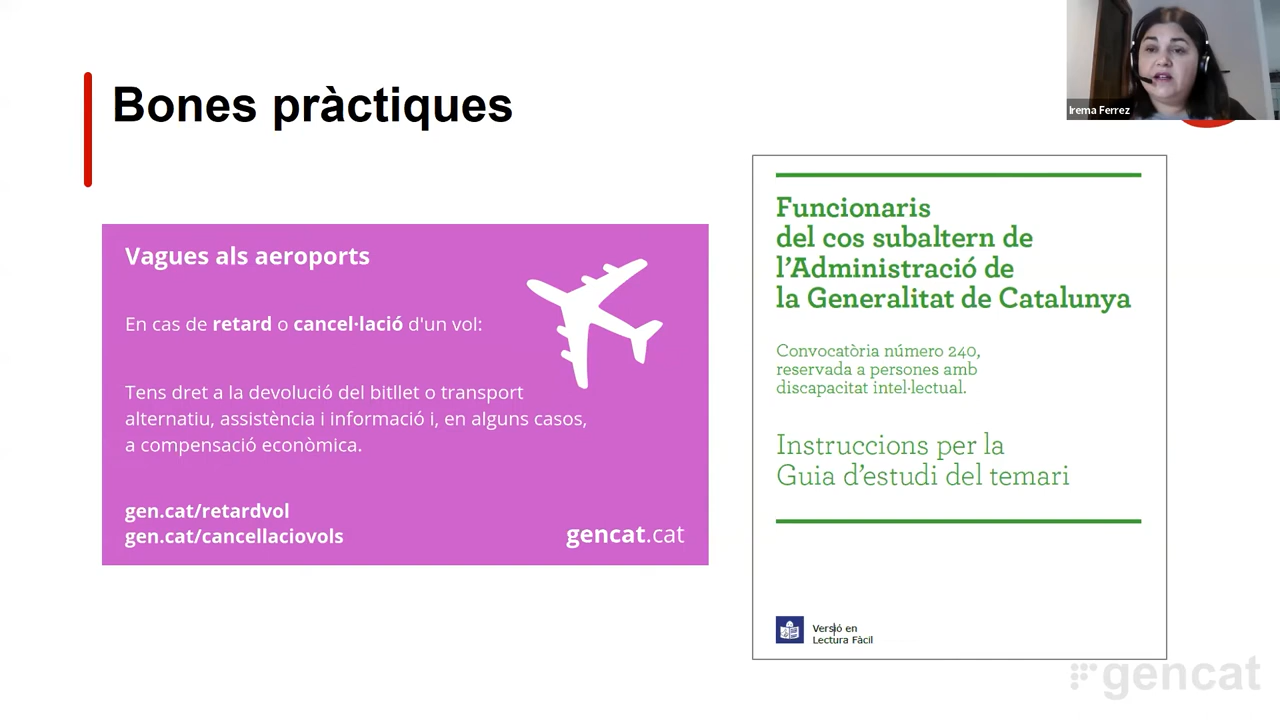 Bones pràctiques
Irema Ferrez
Vagues als aeroports
En cas de retard o cancel·lació d'un vol:
Tens dret a la devolució del bitllet o transport
alternatiu, assistència i informació i, en alguns casos,
a compensació econòmica.
gen.cat/retardvol
gen.cat/cancellaciovols
gencat.cat
Funcionaris
del cos subaltern de
l’Administració de
la Generalitat de Catalunya
Convocatòria número 240,
reservada a persones amb
discapacitat intel·lectual.
Instruccions per la
Guia d’estudi del temari
Versió en
Lectura Fàcil
gencat